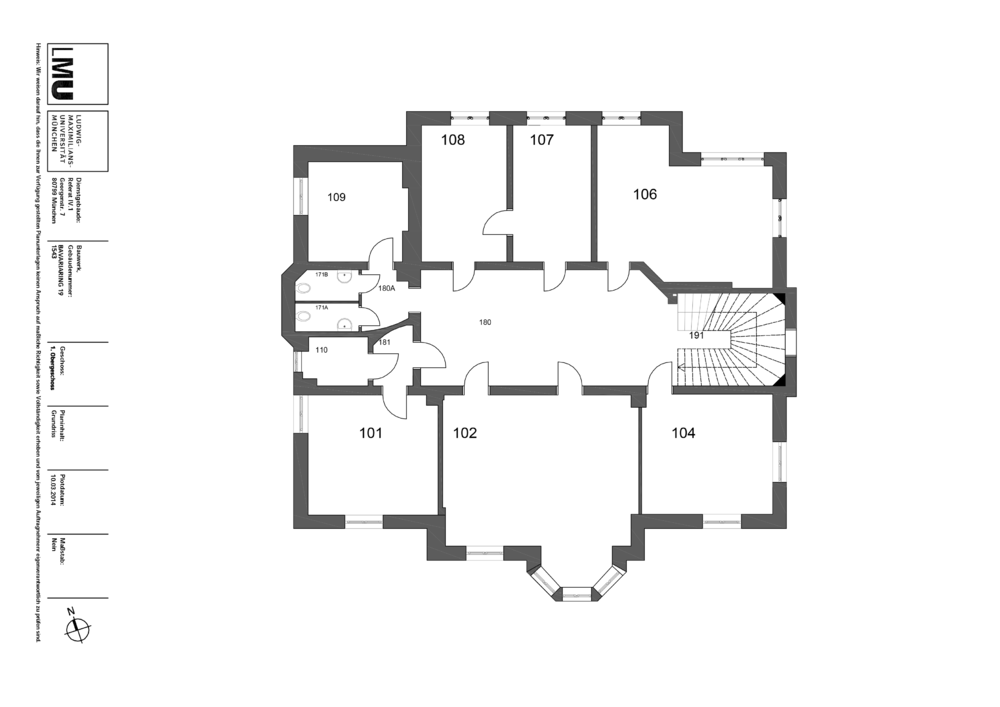 LMU
LUDWIG-
MAXIMILIANS-
UNIVERSITÄT
MÜNCHEN
Dienstgebäude:
Referat IV.1
Georgenstr. 7
80799 München
Bauwerk,
Gebäudenummer:
BAVARIARING 19
1543
Geschoss:
1. Obergeschoss
Planinhalt:
Grundriss
Plotdatum:
10.03.2014
Maßstab:
Nein
N
Hinweis: Wir weisen darauf hin, dass die Ihnen zur Verfügung gestellten Planunterlagen keinen Anspruch auf maßliche Richtigkeit sowie Vollständigkeit erheben und vom jeweiligen Auftragnehmer eigenverantwortlich zu prüfen sind.
108
107
106
109
171B
180A
171A
180
181
110
191
101
102
104